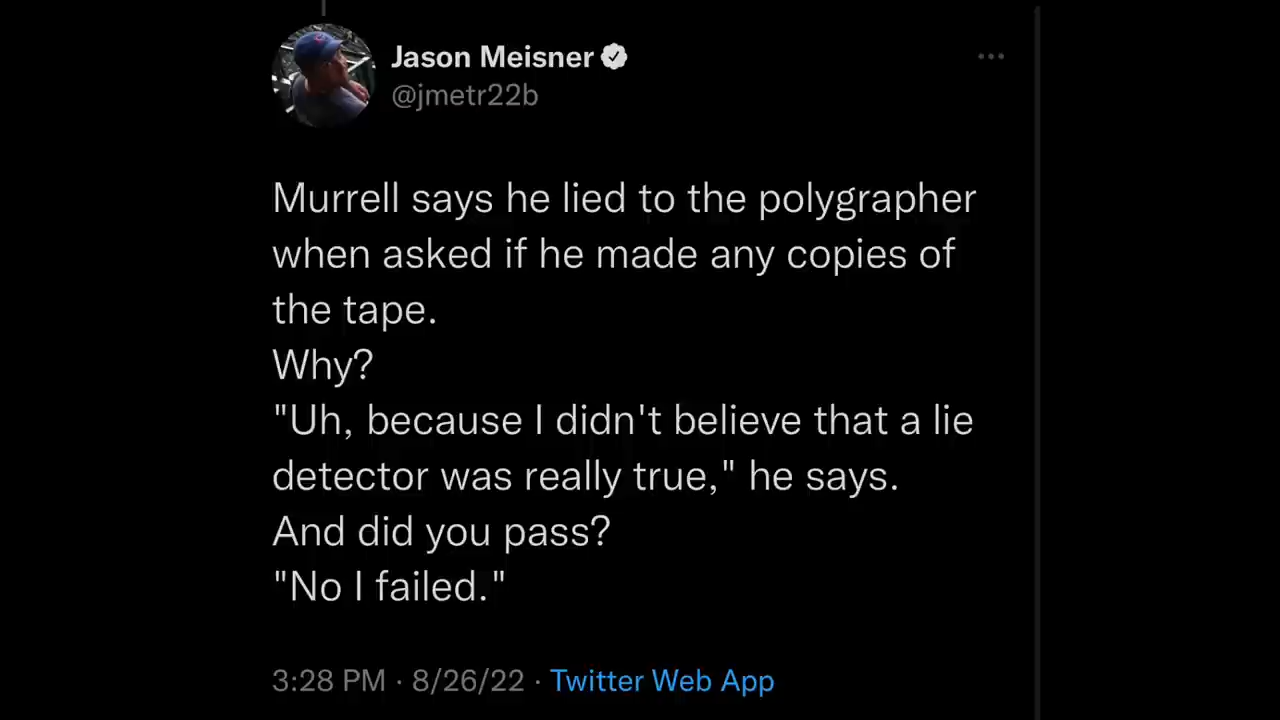 Jason Meisner
@jmetr22b
Murrell says he lied to the polygrapher
when asked if he made any copies of
the tape.
Why?
"Uh, because I didn't believe that a lie
detector was really true," he says.
And did you pass?
"No I failed."
3:28 PM · 8/26/22 · Twitter Web App